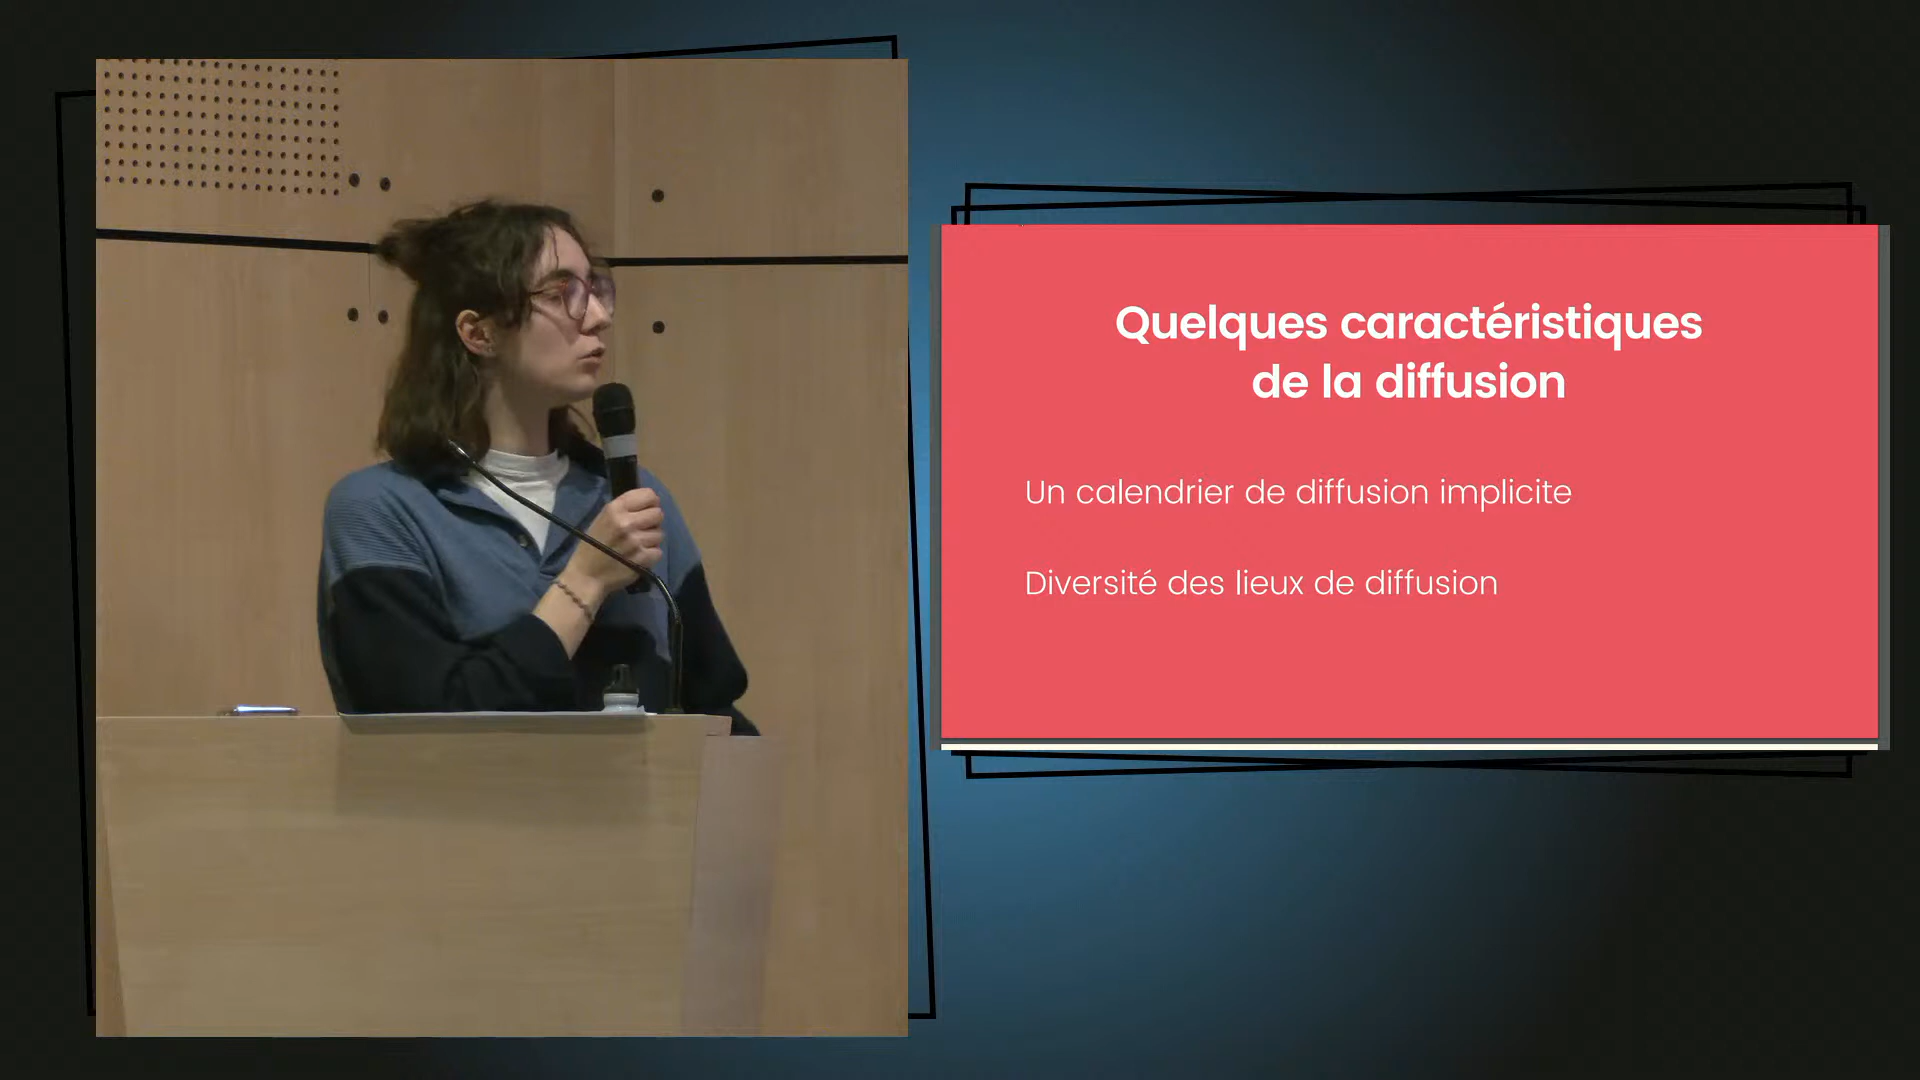 Quelques caractéristiques
de la diffusion
Un calendrier de diffusion implicite
Diversité des lieux de diffusion